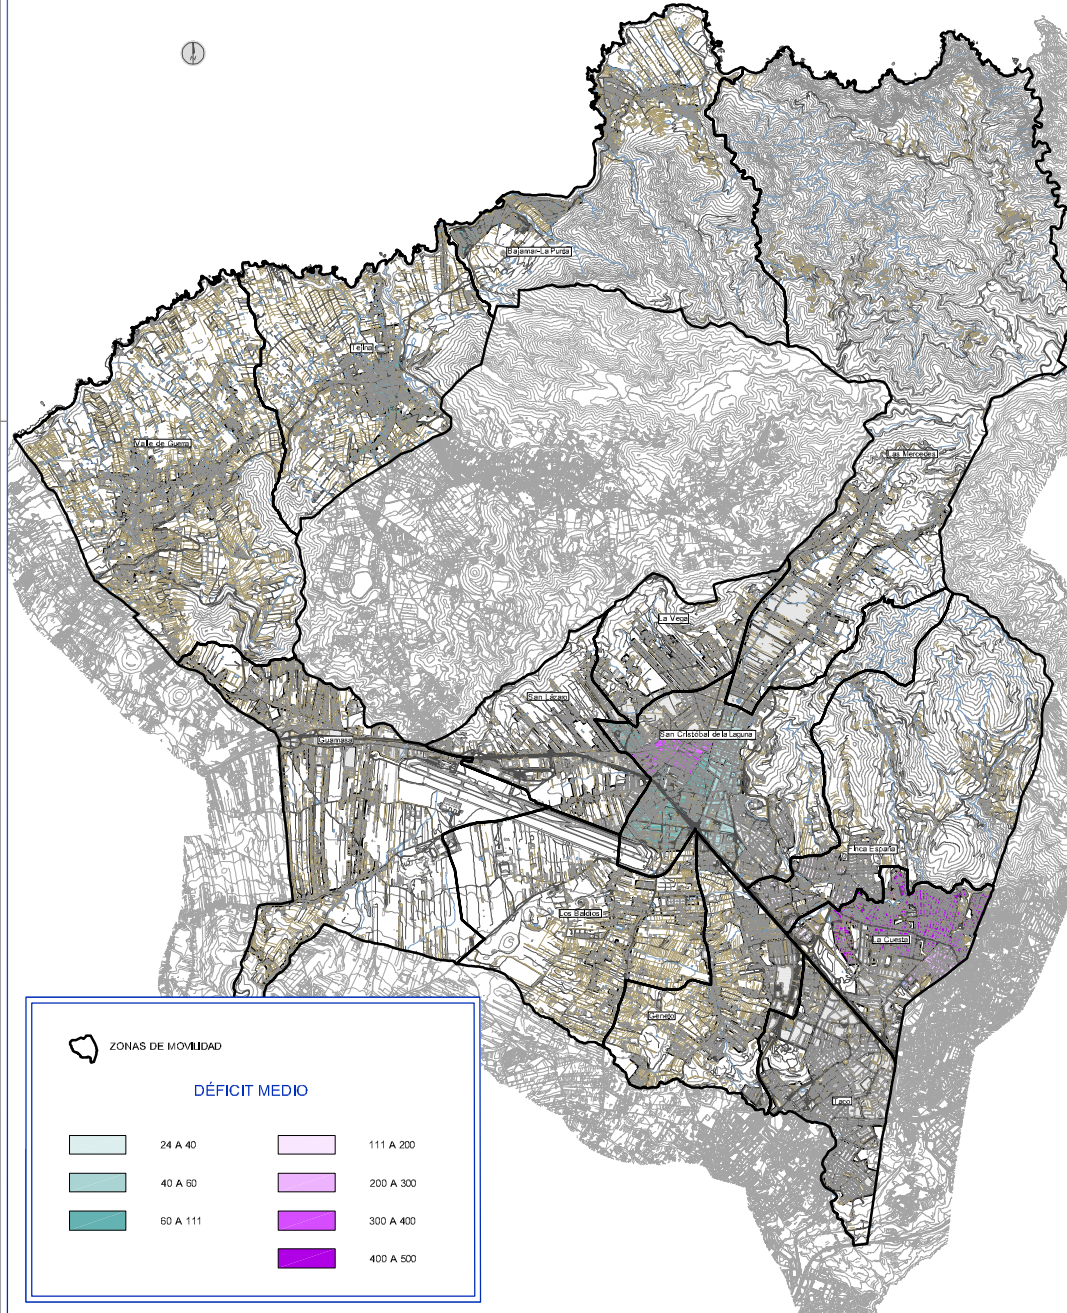 Bajamar-La Punta
Tejina
Valle de Guerra
Las Mercedes
La Vega
San Lázaro
San Cristóbal de la Laguna
Guamasa
Finca España
Los Baldíos
La Cuesta
Geneto
Taco
ZONAS DE MOVILIDAD
DÉFICIT MEDIO
24 A 40
111 A 200
40 A 60
200 A 300
60 A 111
300 A 400
400 A 500